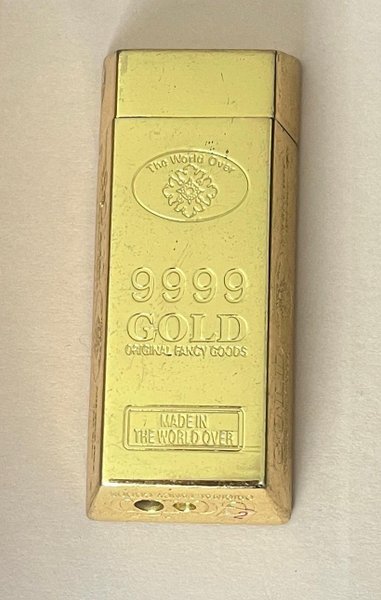 The World Over
9999
GOLD
ORIGINAL FANCY GOODS
MADE IN
THE WORLD OVER